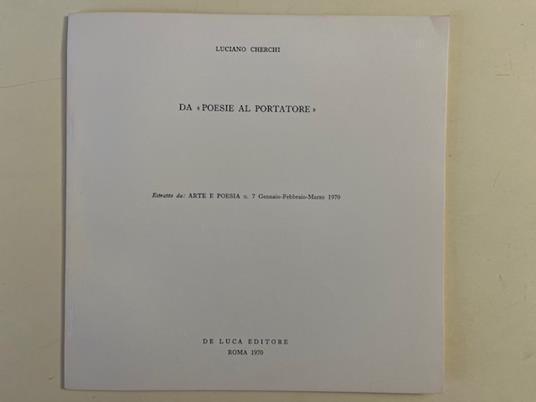 LUCIANO CHERCHI
DA «POESIE AL PORTATORE»
Estratto da: ARTE E POESIA n. 7 Gennaio-Febbraio-Marzo 1970
DE LUCA EDITORE
ROMA 1970